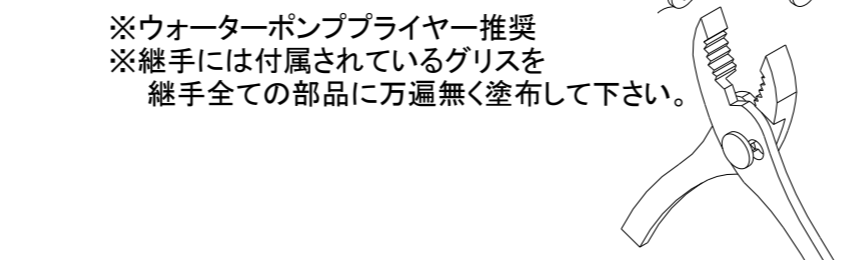 ※ウォーターポンププライヤー推奨
※継手には付属されているグリスを
継手全ての部品に万遍無く塗布して下さい。